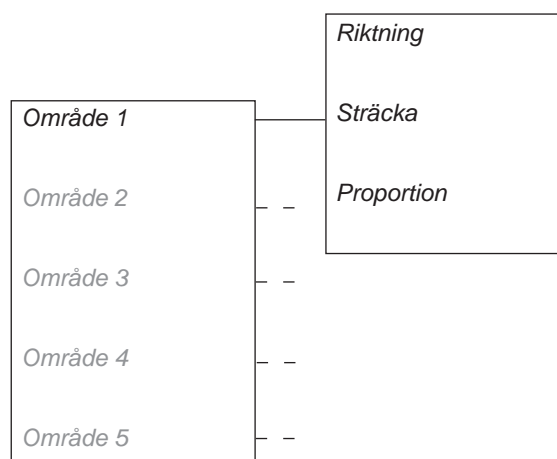 Område 1
Område 2
Område 3
Område 4
Område 5
Riktning
Sträcka
Proportion